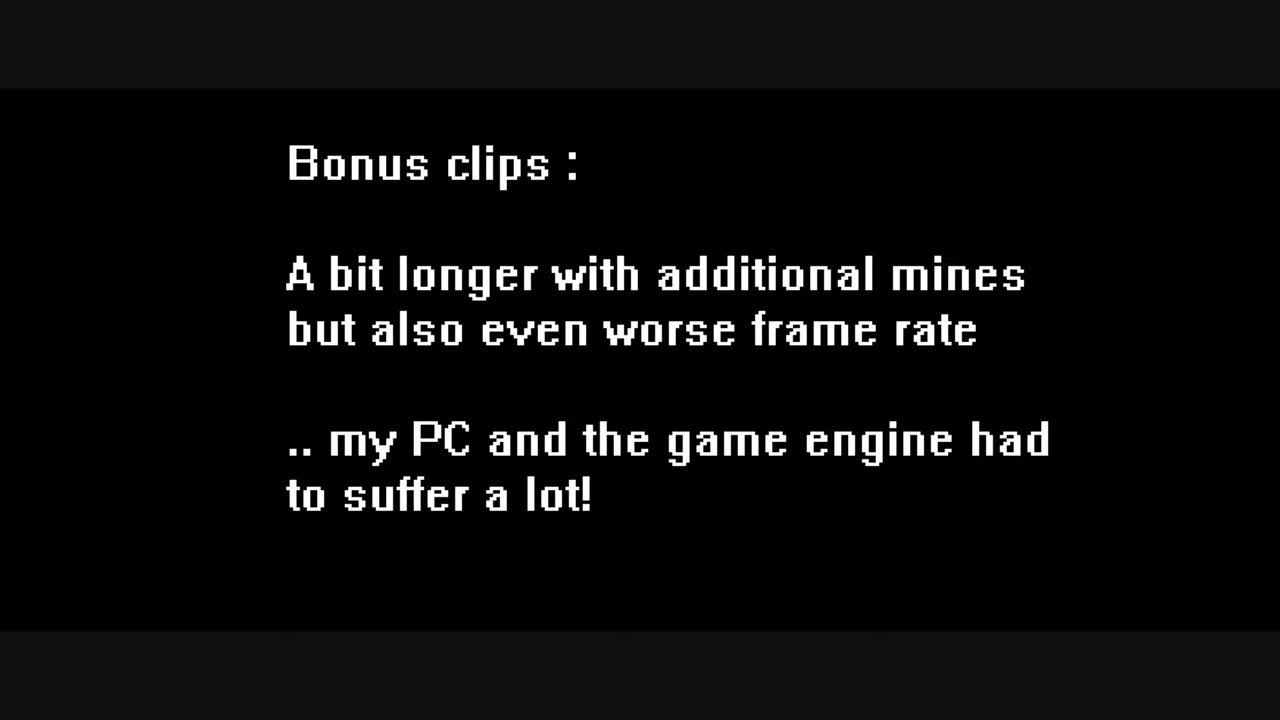 Bonus clips :
A bit longer with additional mines
but also even worse frame rate
.. my PC and the game engine had
to suffer a lot!